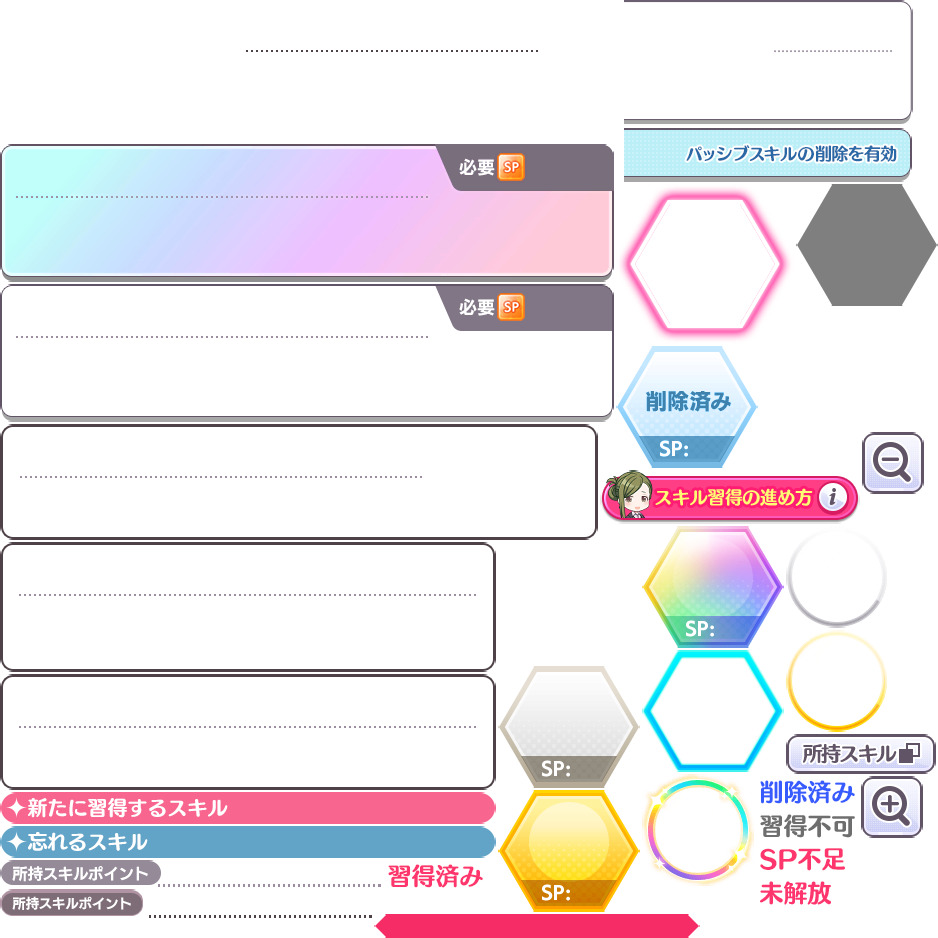 パッシブスキルの削除を有効
必要 SP
必要 SP
削除済み
SP:
スキル習得の進め方 i
SP:
SP:
所持スキル
新たに習得するスキル
忘れるスキル
所持スキルポイント
習得済み
所持スキルポイント
SP:
削除済み
習得不可
SP不足
未解放